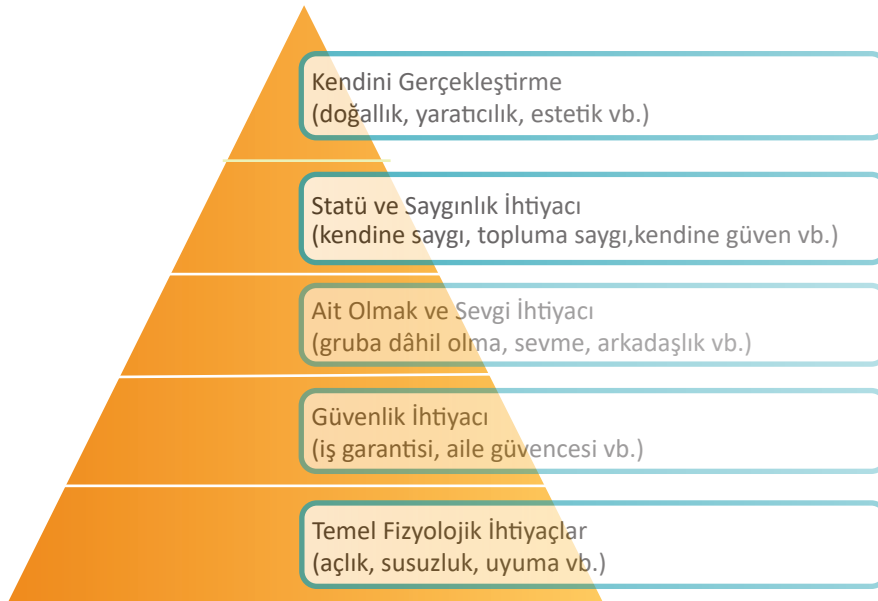 Kendini Gerçekleştirme
(doğallık, yaratıcılık, estetik vb.)
Statü ve Saygınlık İhtiyacı
(kendine saygı, topluma saygı,kendine güven vb.)
Ait Olmak ve Sevgi İhtiyacı
(gruba dâhil olma, sevme, arkadaşlık vb.)
Güvenlik İhtiyacı
(iş garantisi, aile güvencesi vb.)
Temel Fizyolojik İhtiyaçlar
(açlık, susuzluk, uyuma vb.)